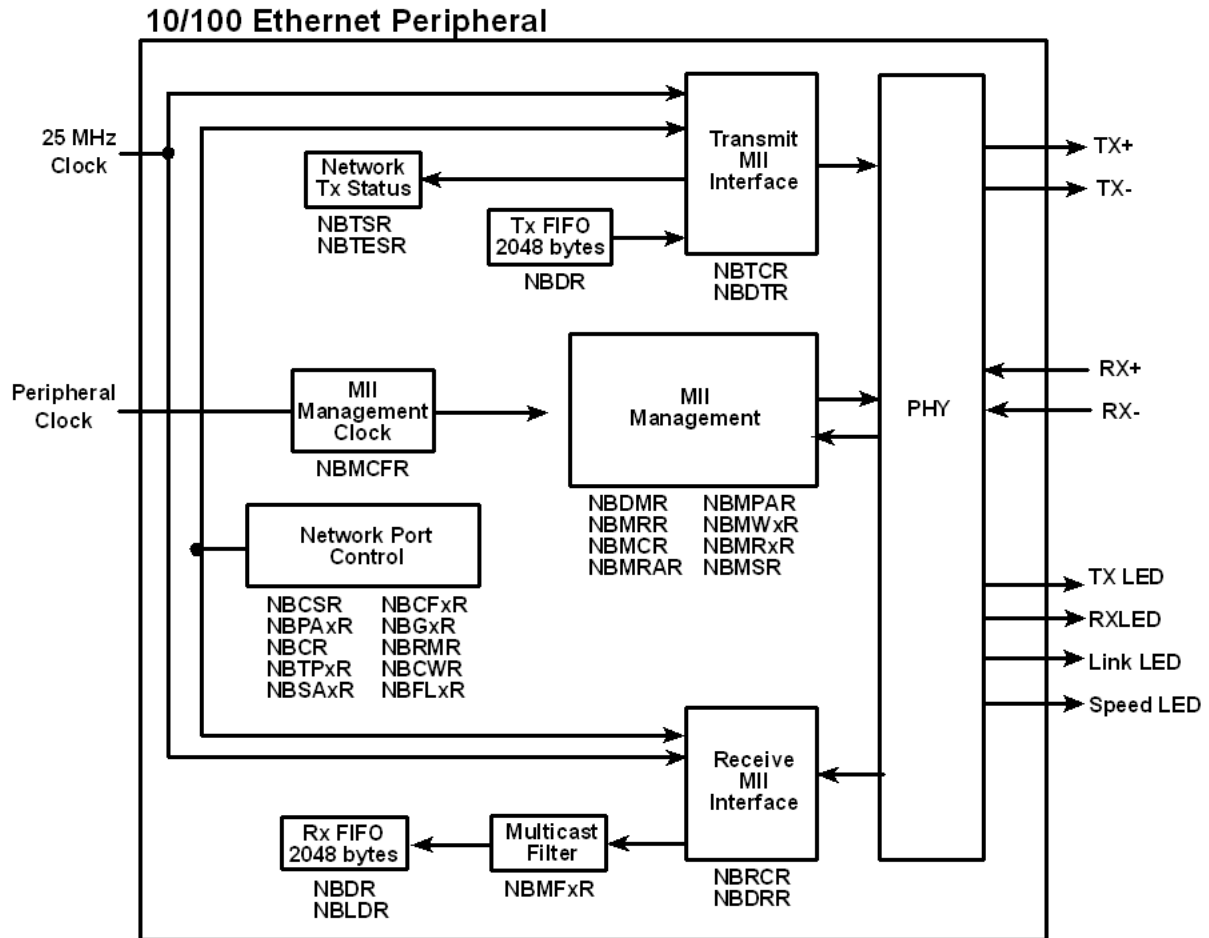 10/100 Ethernet Peripheral
25 MHz
Clock
Network
Tx Status
NBTSR
NBTESR
Tx FIFO
2048 bytes
NBDR
Transmit
MII
Interface
NBTCR
NBDTR
TX+
TX-
Peripheral
Clock
MII
Management
Clock
NBMCFR
MII
Management
NBDMR NBMPAR
NBMRR NBMWxR
NBMCR NBMRxR
NBMRAR NBMSR
PHY
RX+
RX-
Network Port
Control
NBCSR NBCFxR
NBPAxR NBGxR
NBCR NBRMR
NBTPxR NBCWR
NBSAxR NBFLxR
TX LED
RXLED
Link LED
Speed LED
Receive
MII
Interface
NBRCR
NBDRR
Rx FIFO
2048 bytes
NBDR
NBLDR
Multicast
Filter
NBMFxR